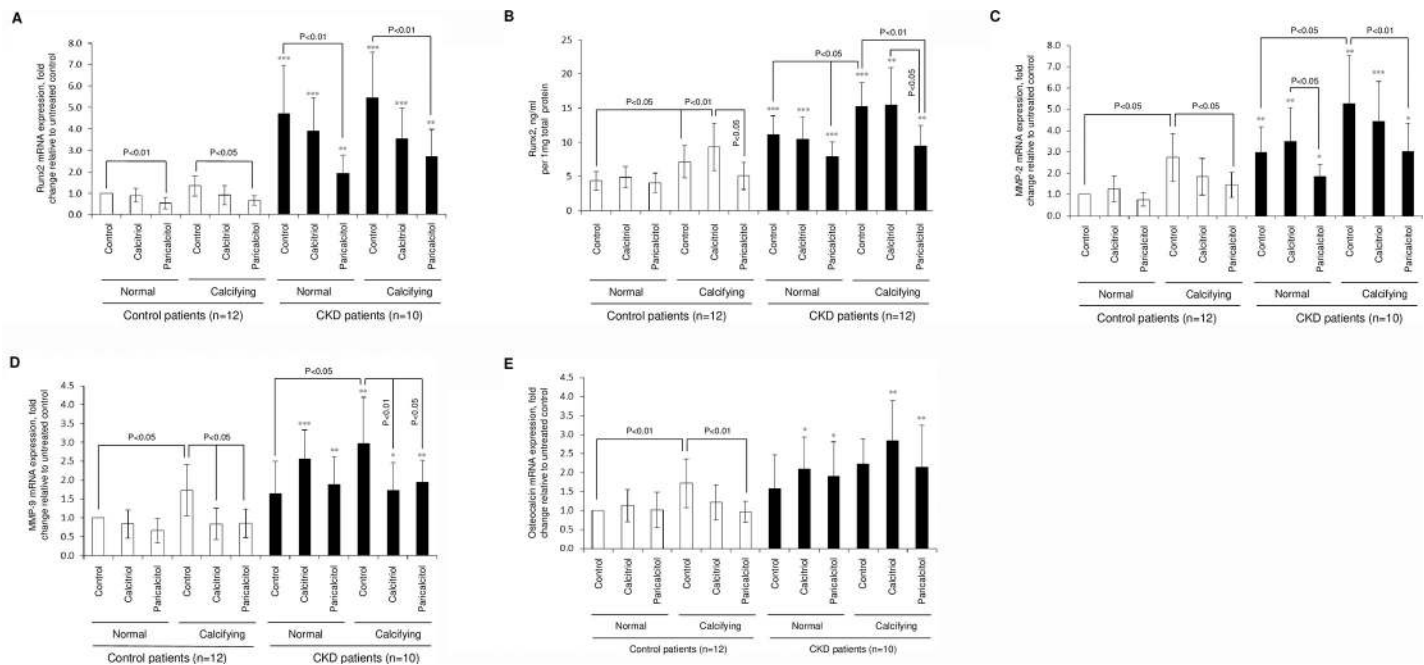 A
Runx2 mRNA expression, fold
change relative to untreated control
8.0
7.0
6.0
5.0
4.0
3.0
2.0
1.0
0.0
P<0.01
P<0.05
P<0.01
P<0.01
***
***
**
***
***
**
Control
Calcitriol
Paricalcitol
Control
Calcitriol
Paricalcitol
Control
Calcitriol
Paricalcitol
Control
Calcitriol
Paricalcitol
Normal
Calcifying
Normal
Calcifying
Control patients (n=12)
CKD patients (n=10)
B
Runx2, ng/ml
per 1mg total protein
25
20
15
10
5
0
P<0.05
P<0.01
P<0.05
P<0.05
P<0.01
P<0.05
***
***
***
***
**
**
Control
Calcitriol
Paricalcitol
Control
Calcitriol
Paricalcitol
Control
Calcitriol
Paricalcitol
Control
Calcitriol
Paricalcitol
Normal
Calcifying
Normal
Calcifying
Control patients (n=12)
CKD patients (n=12)
C
MMP-2 mRNA expression, fold
change relative to untreated control
8.0
7.0
6.0
5.0
4.0
3.0
2.0
1.0
0.0
P<0.05
P<0.05
P<0.05
P<0.05
P<0.01
**
**
*
**
***
*
Control
Calcitriol
Paricalcitol
Control
Calcitriol
Paricalcitol
Control
Calcitriol
Paricalcitol
Control
Calcitriol
Paricalcitol
Normal
Calcifying
Normal
Calcifying
Control patients (n=12)
CKD patients (n=10)
D
MMP-9 mRNA expression, fold
change relative to untreated control
4.5
4.0
3.5
3.0
2.5
2.0
1.5
1.0
0.5
0.0
P<0.05
P<0.05
P<0.05
P<0.01
P<0.05
***
**
**
*
**
Control
Calcitriol
Paricalcitol
Control
Calcitriol
Paricalcitol
Control
Calcitriol
Paricalcitol
Control
Calcitriol
Paricalcitol
Normal
Calcifying
Normal
Calcifying
Control patients (n=12)
CKD patients (n=10)
E
Osteocalcin mRNA expression, fold
change relative to untreated control
4.5
4.0
3.5
3.0
2.5
2.0
1.5
1.0
0.5
0.0
P<0.01
P<0.01
*
*
**
**
Control
Calcitriol
Paricalcitol
Control
Calcitriol
Paricalcitol
Control
Calcitriol
Paricalcitol
Control
Calcitriol
Paricalcitol
Normal
Calcifying
Normal
Calcifying
Control patients (n=12)
CKD patients (n=10)